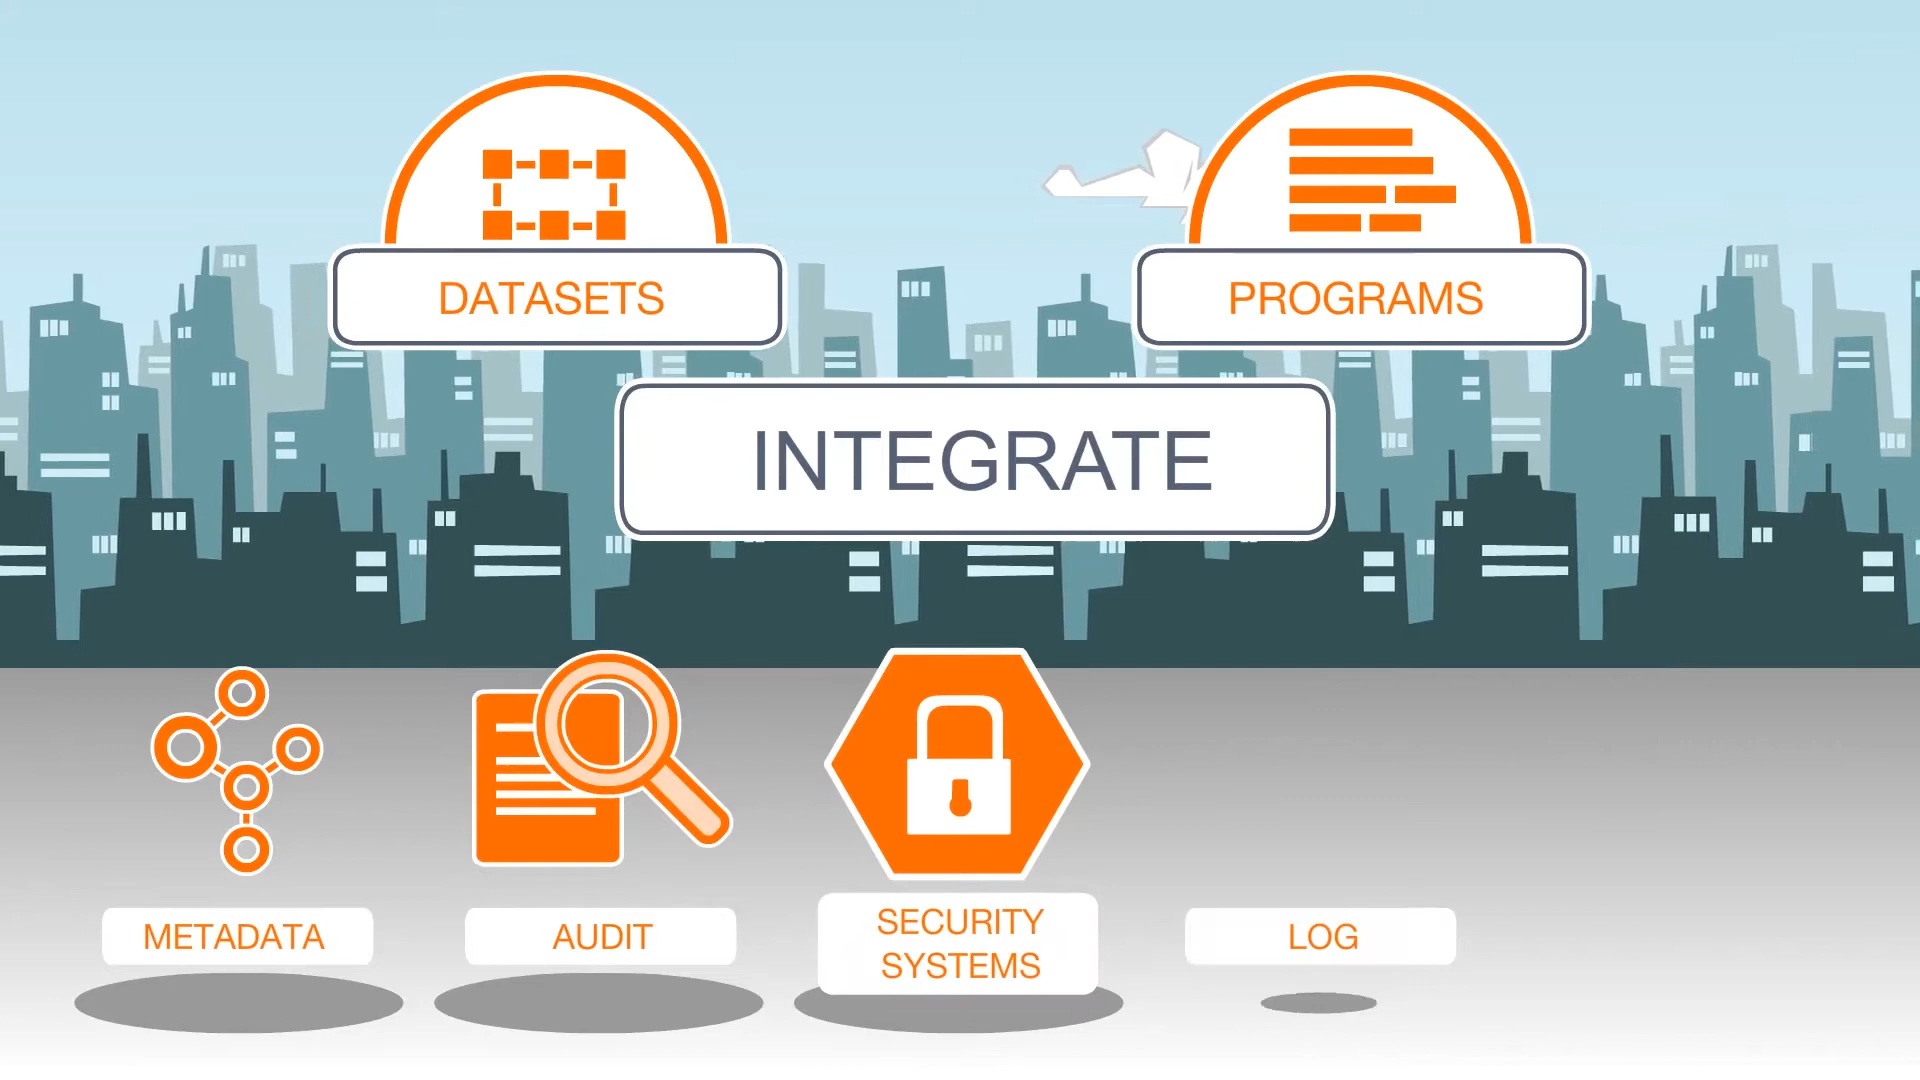 DATASETS
PROGRAMS
INTEGRATE
METADATA
AUDIT
SECURITY
SYSTEMS
LOG